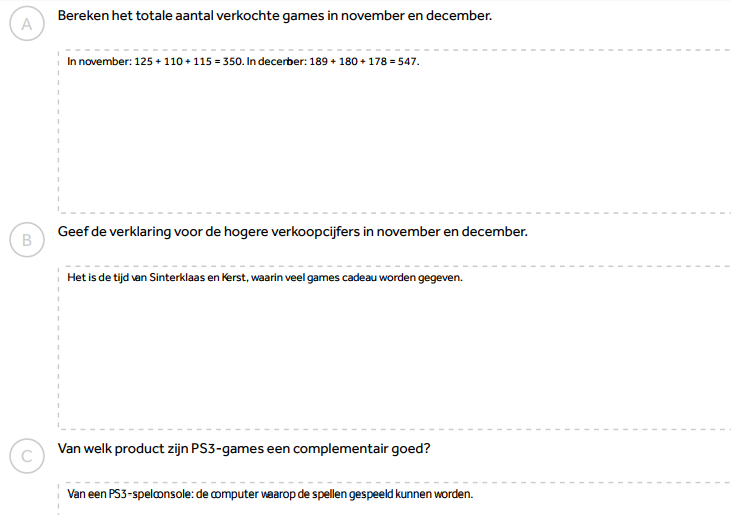 A
Bereken het totale aantal verkochte games in november en december.
In november: 125 + 110 + 115 = 350. In december: 189 + 180 + 178 = 547.
B
Geef de verklaring voor de hogere verkoopcijfers in november en december.
Het is de tijd van Sinterklaas en Kerst, waarin veel games cadeau worden gegeven.
C
Van welk product zijn PS3-games een complementair goed?
Van een PS3-spelconsole: de computer waarop de spellen gespeeld kunnen worden.